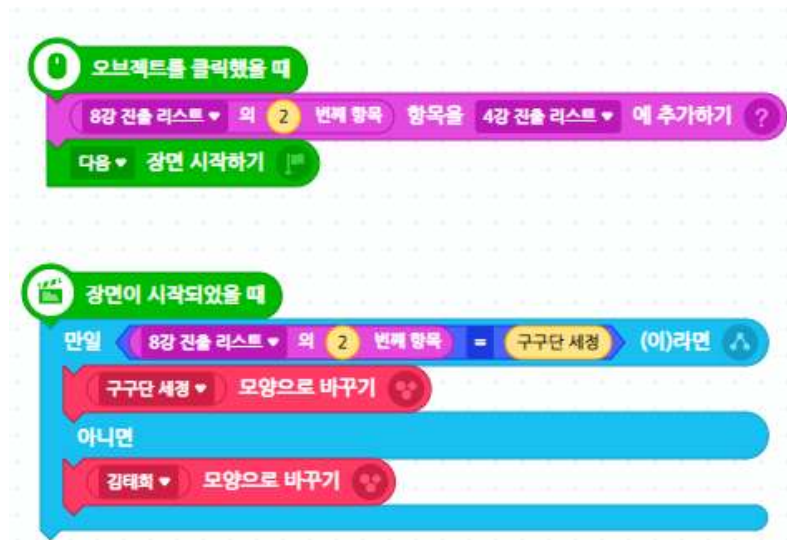 오브젝트를 클릭했을 때
8강 진출 리스트 의 2 번째 항목 항목을 4강 진출 리스트 에 추가하기 ?
다음 장면 시작하기
장면이 시작되었을 때
만일 8강 진출 리스트 의 2 번째 항목 = 구구단 세정 (이)라면
구구단 세정 모양으로 바꾸기
아니면
김태희 모양으로 바꾸기